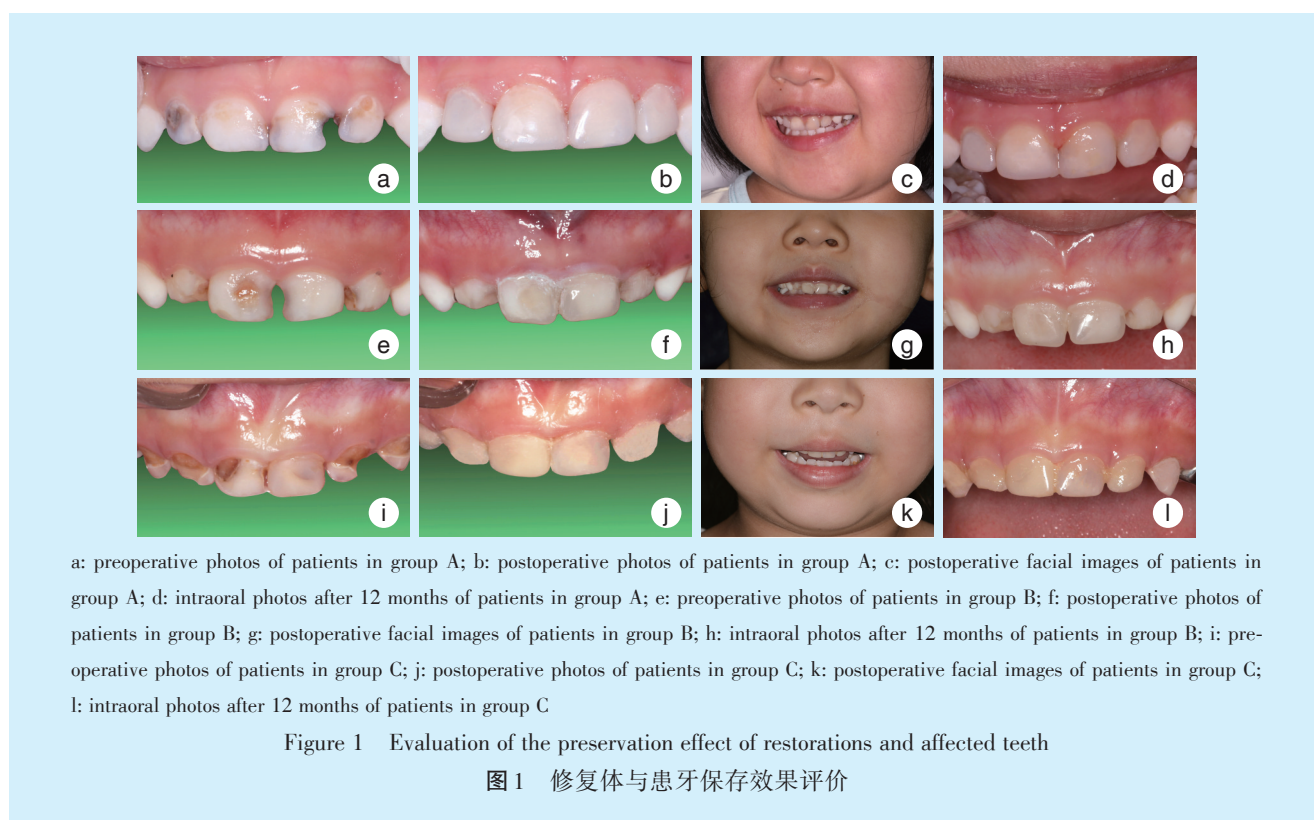 a
b
c
d
e
f
g
h
i
j
k
l
a: preoperative photos of patients in group A; b: postoperative photos of patients in group A; c: postoperative facial images of patients in
group A; d: intraoral photos after 12 months of patients in group A; e: preoperative photos of patients in group B; f: postoperative photos of
patients in group B; g: postoperative facial images of patients in group B; h: intraoral photos after 12 months of patients in group B; i: pre-
operative photos of patients in group C; j: postoperative photos of patients in group C; k: postoperative facial images of patients in group C;
l: intraoral photos after 12 months of patients in group C
Figure 1 Evaluation of the preservation effect of restorations and affected teeth
图1 修复体与患牙保存效果评价